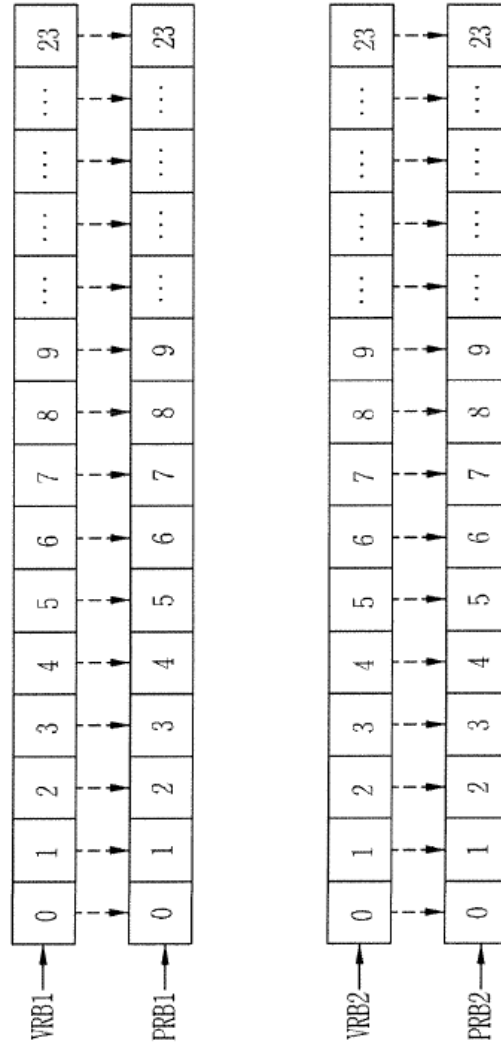 VRB1 0 1 2 3 4 5 6 7 8 9 ... ... ... ... 23
PRB1 0 1 2 3 4 5 6 7 8 9 ... ... ... ... 23
VRB2 0 1 2 3 4 5 6 7 8 9 ... ... ... ... 23
PRB2 0 1 2 3 4 5 6 7 8 9 ... ... ... ... 23